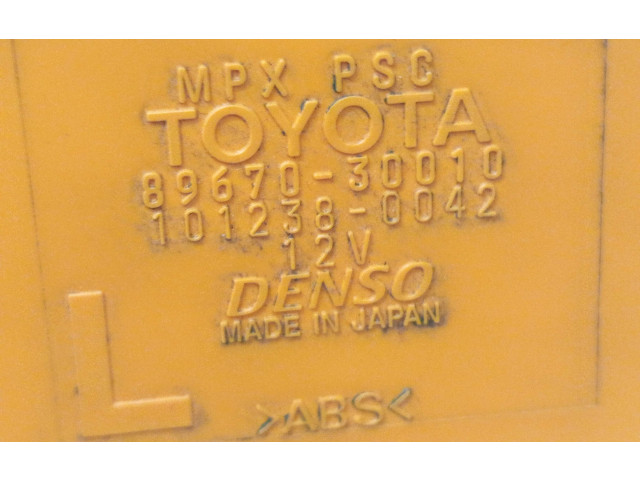 MPX PSC
TOYOTA
89670-30010
101238-0042
12V
DENSO
MADE IN JAPAN
L
>ABS<